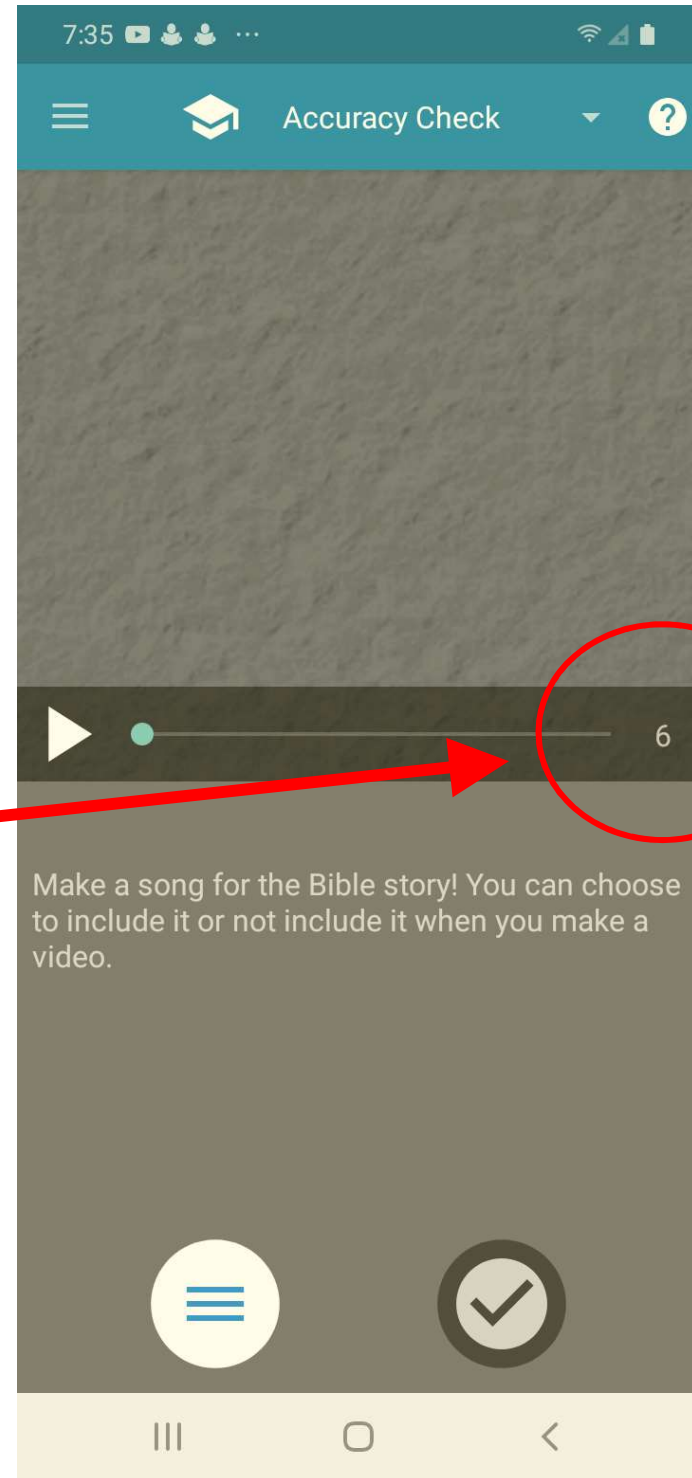 7:35
Accuracy Check
?
6
Make a song for the Bible story! You can choose
to include it or not include it when you make a
video.